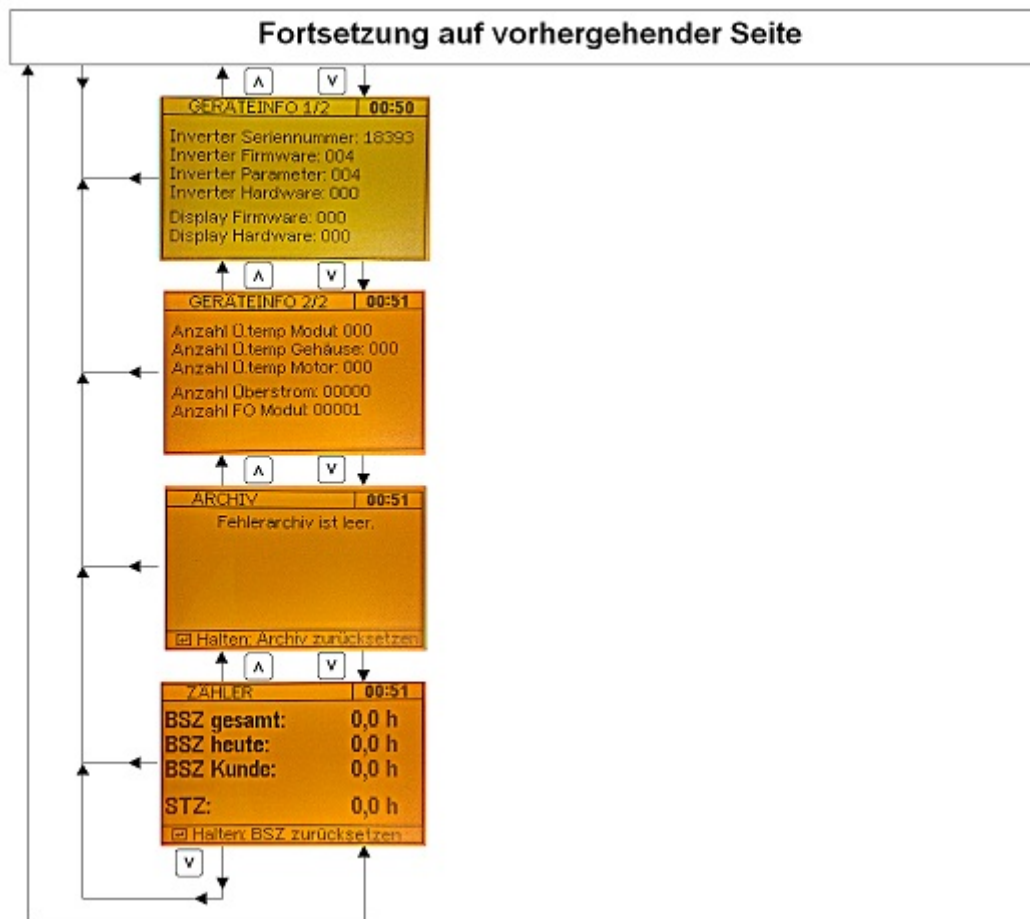 Fortsetzung auf vorhergehender Seite
∧ ∨
GERÄTEINFO 1/2 00:50
Inverter Seriennummer: 18393
Inverter Firmware: 004
Inverter Parameter: 004
Inverter Hardware: 000
Display Firmware: 000
Display Hardware: 000
∧ ∨
GERÄTEINFO 2/2 00:51
Anzahl Ü.temp Modul: 000
Anzahl Ü.temp Gehäuse: 000
Anzahl Ü.temp Motor: 000
Anzahl Überstrom: 00000
Anzahl FO Modul: 00001
∧ ∨
ARCHIV 00:51
Fehlerarchiv ist leer.
Halten: Archiv zurücksetzen
∧ ∨
ZÄHLER 00:51
BSZ gesamt: 0,0 h
BSZ heute: 0,0 h
BSZ Kunde: 0,0 h
STZ: 0,0 h
Halten: BSZ zurücksetzen
∨